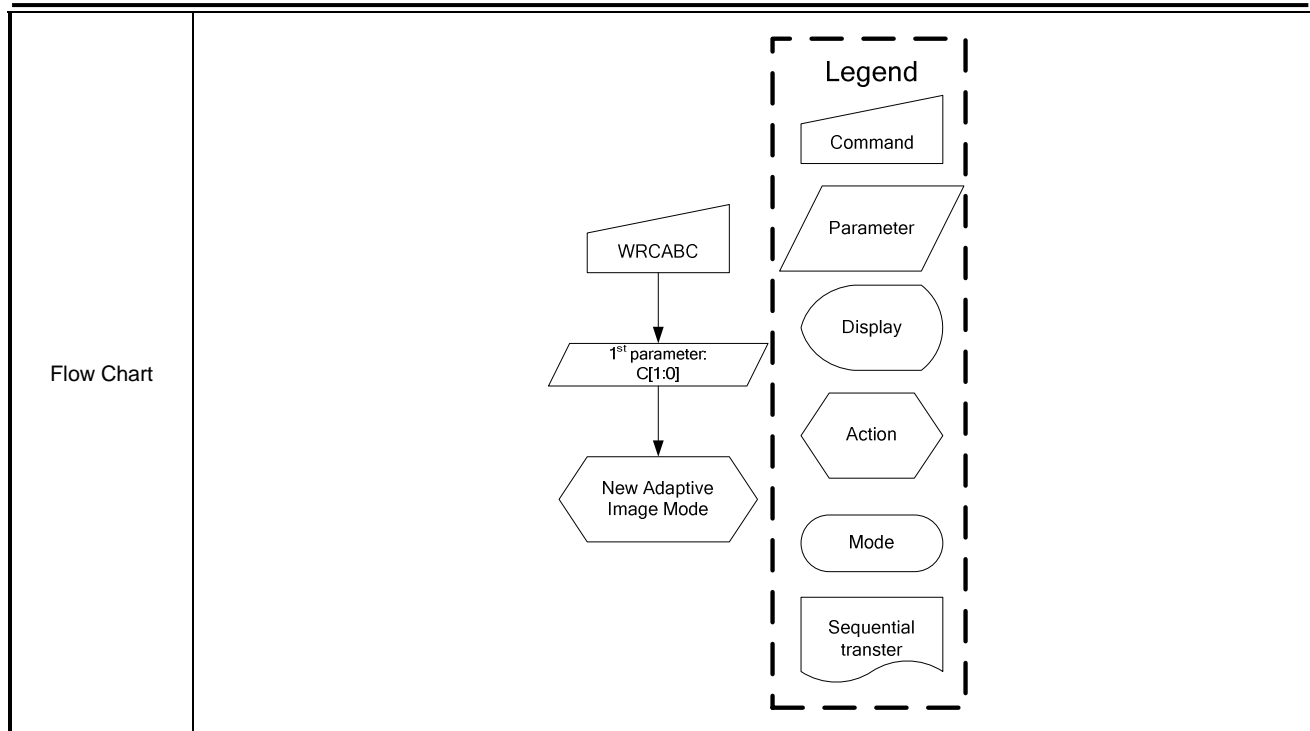 Flow Chart
WRCABC
1st parameter:
C[1:0]
New Adaptive
Image Mode
Legend
Command
Parameter
Display
Action
Mode
Sequential
transter